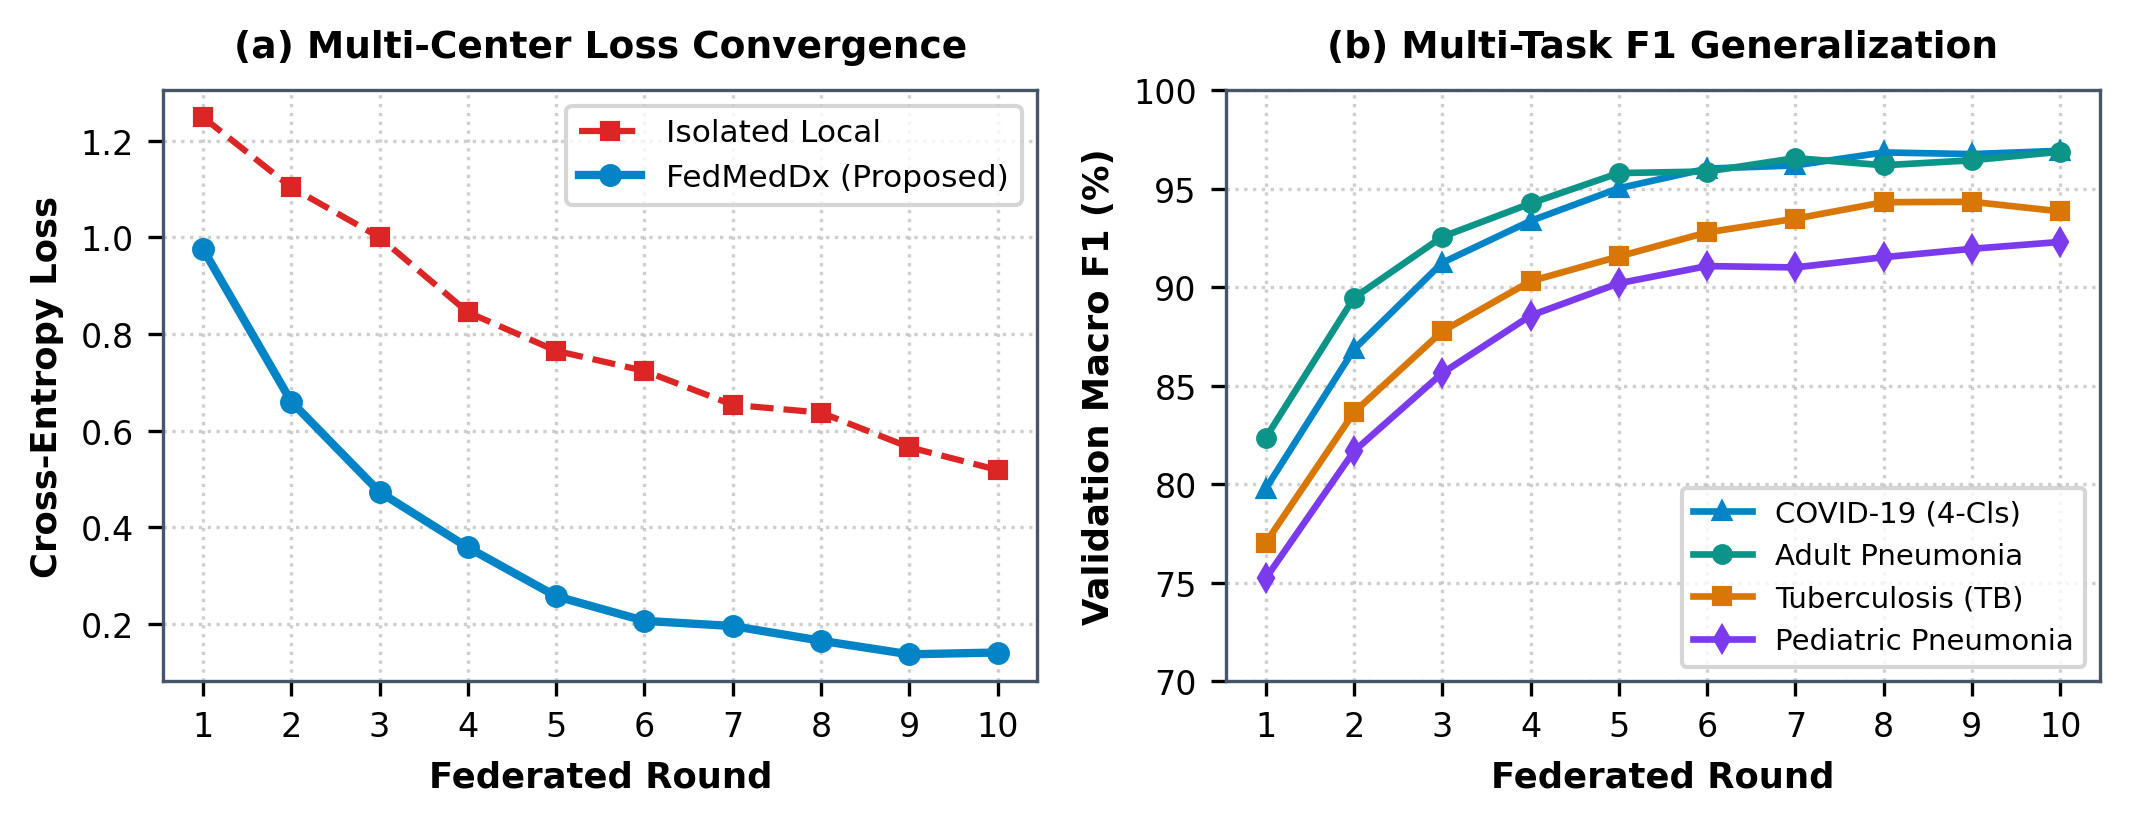 (a) Multi-Center Loss Convergence
Cross-Entropy Loss
1.2
1.0
0.8
0.6
0.4
0.2
Isolated Local
FedMedDx (Proposed)
1 2 3 4 5 6 7 8 9 10
Federated Round
(b) Multi-Task F1 Generalization
Validation Macro F1 (%)
100
95
90
85
80
75
70
COVID-19 (4-Cls)
Adult Pneumonia
Tuberculosis (TB)
Pediatric Pneumonia
1 2 3 4 5 6 7 8 9 10
Federated Round